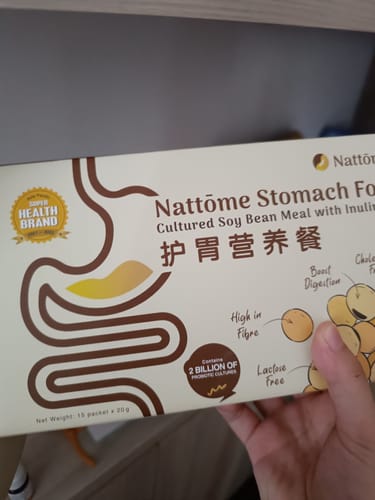 Nattōme
Nattōme Stomach Fo
Cultured Soy Bean Meal with Inulin
护胃营养餐
SUPER
HEALTH
BRAND
Boost
Digestion
High in
Fibre
Lactose
Free
Contains
2 BILLION OF
PROBIOTIC CULTURES
Net Weight: 15 packet x 20g